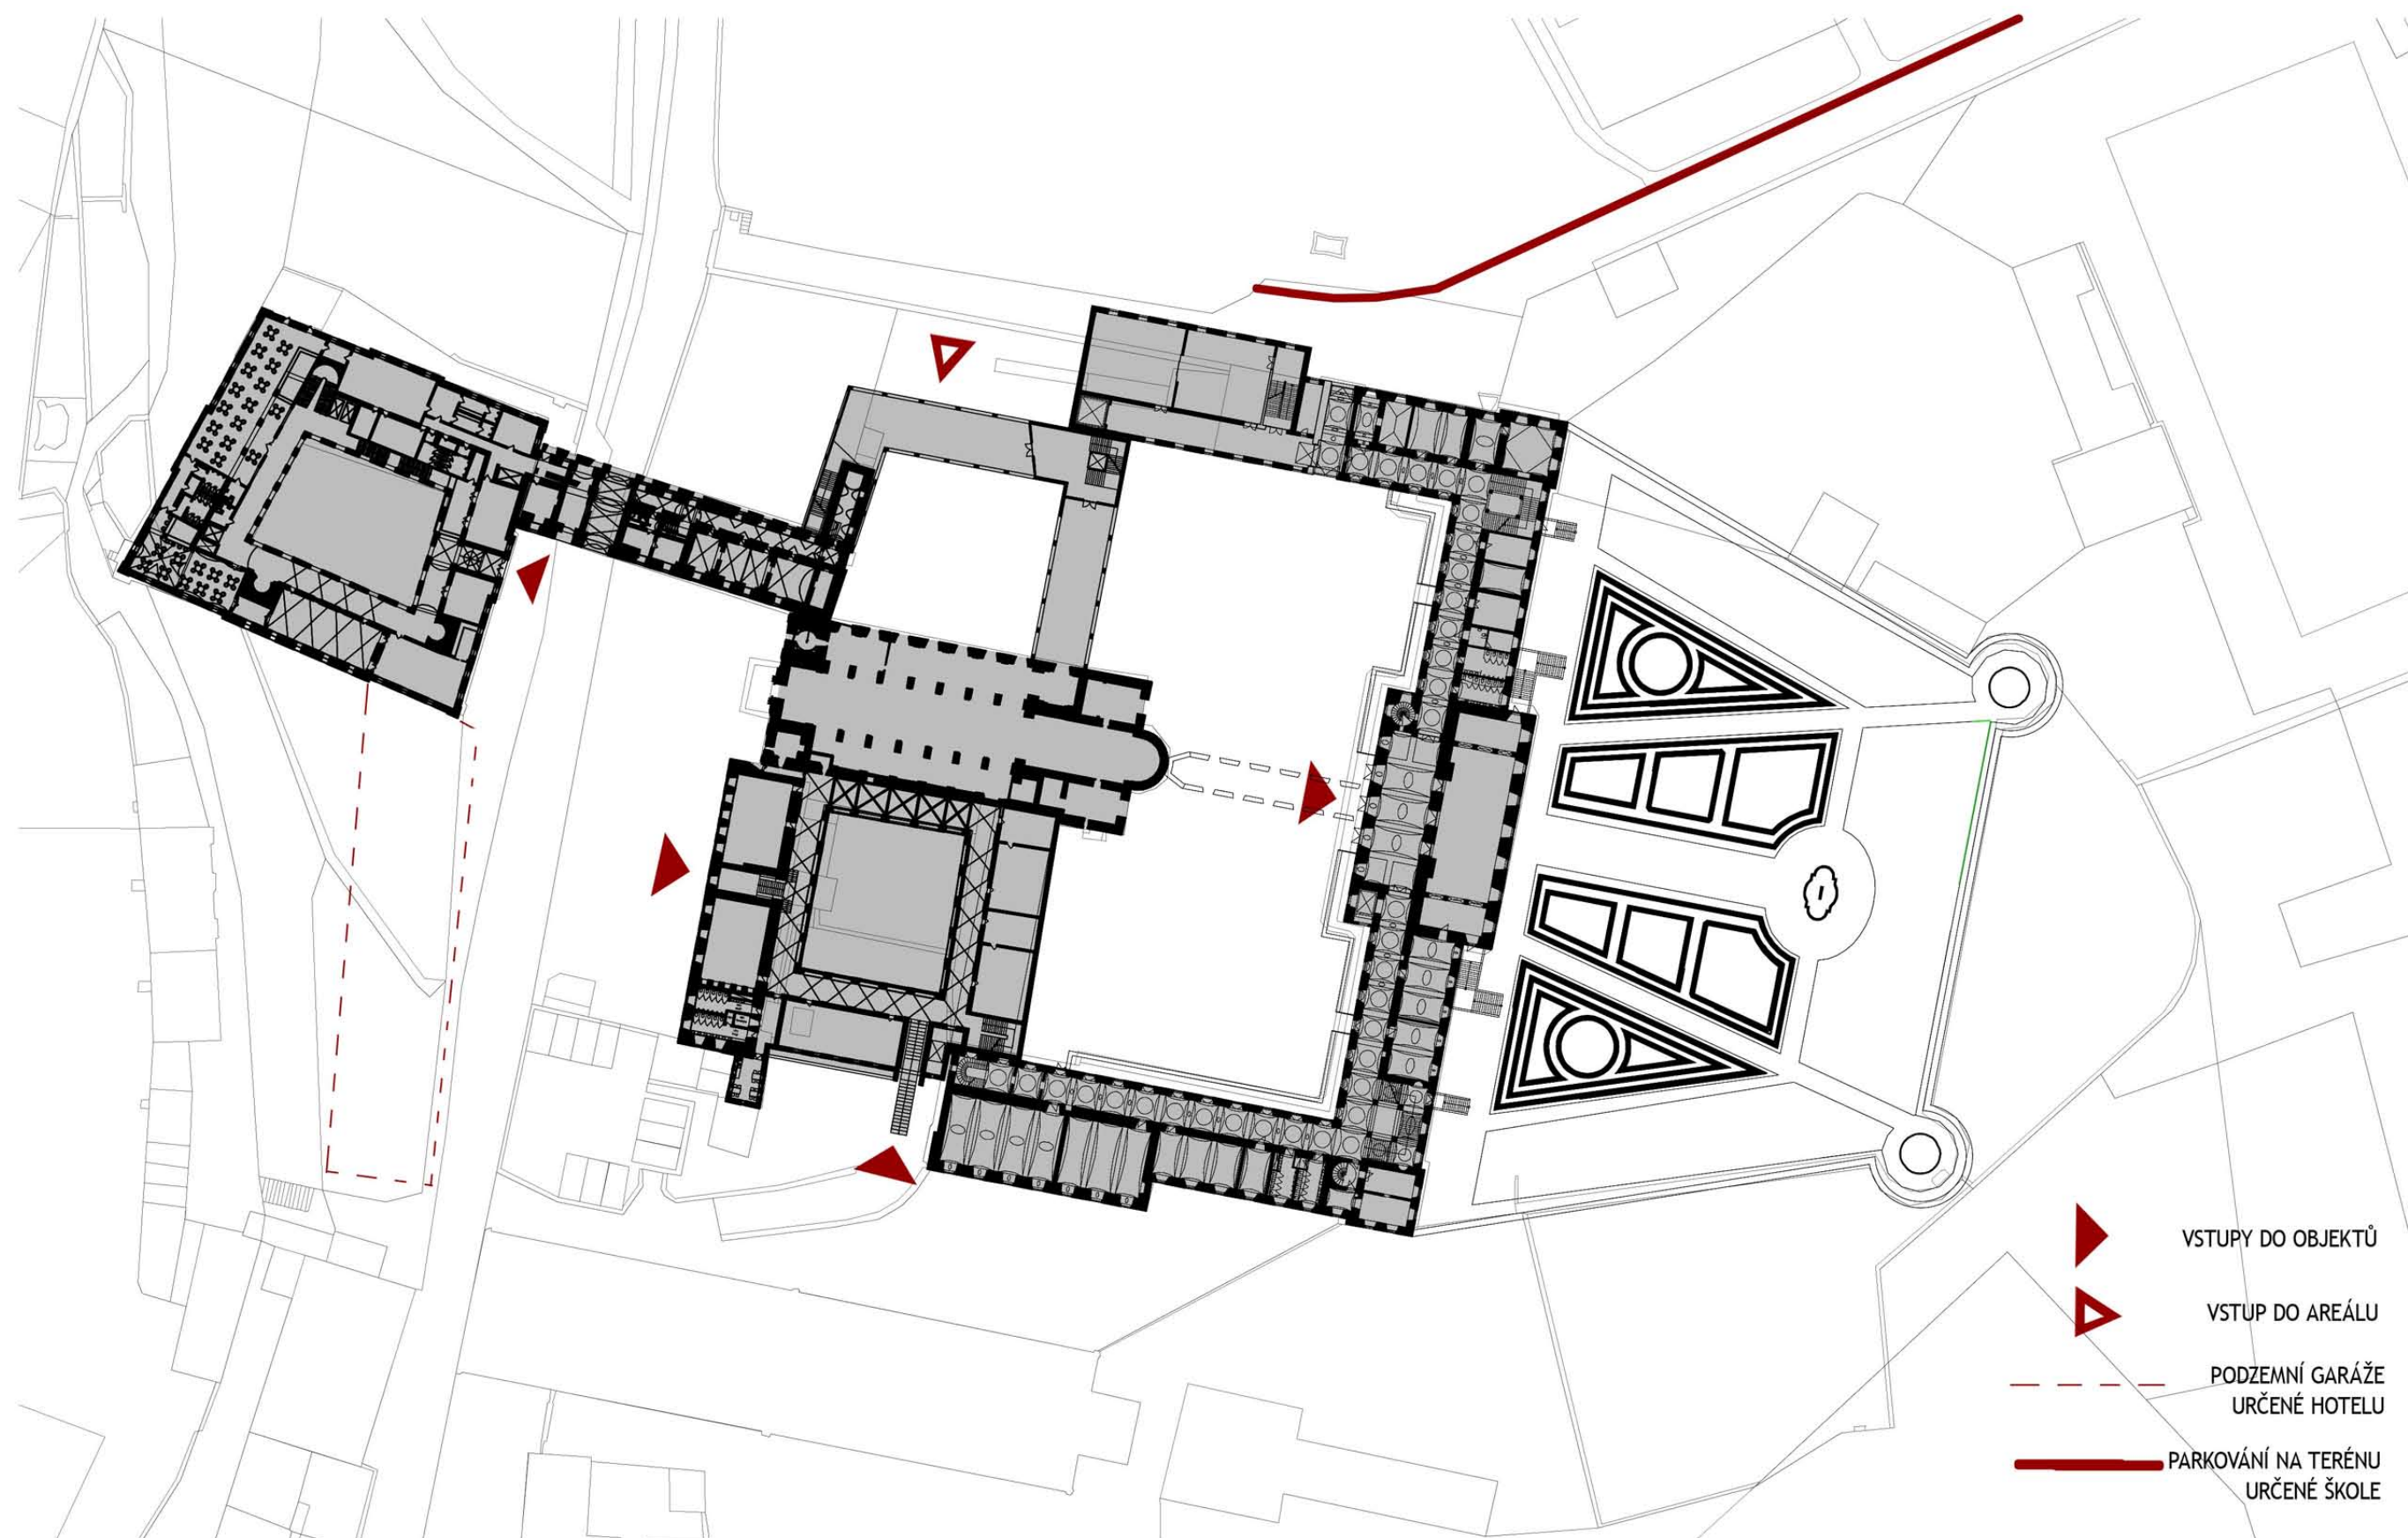 VSTUPY DO OBJEKTŮ
VSTUP DO AREÁLU
PODZEMNÍ GARÁŽE
URČENÉ HOTELU
PARKOVÁNÍ NA TERÉNU
URČENÉ ŠKOLE